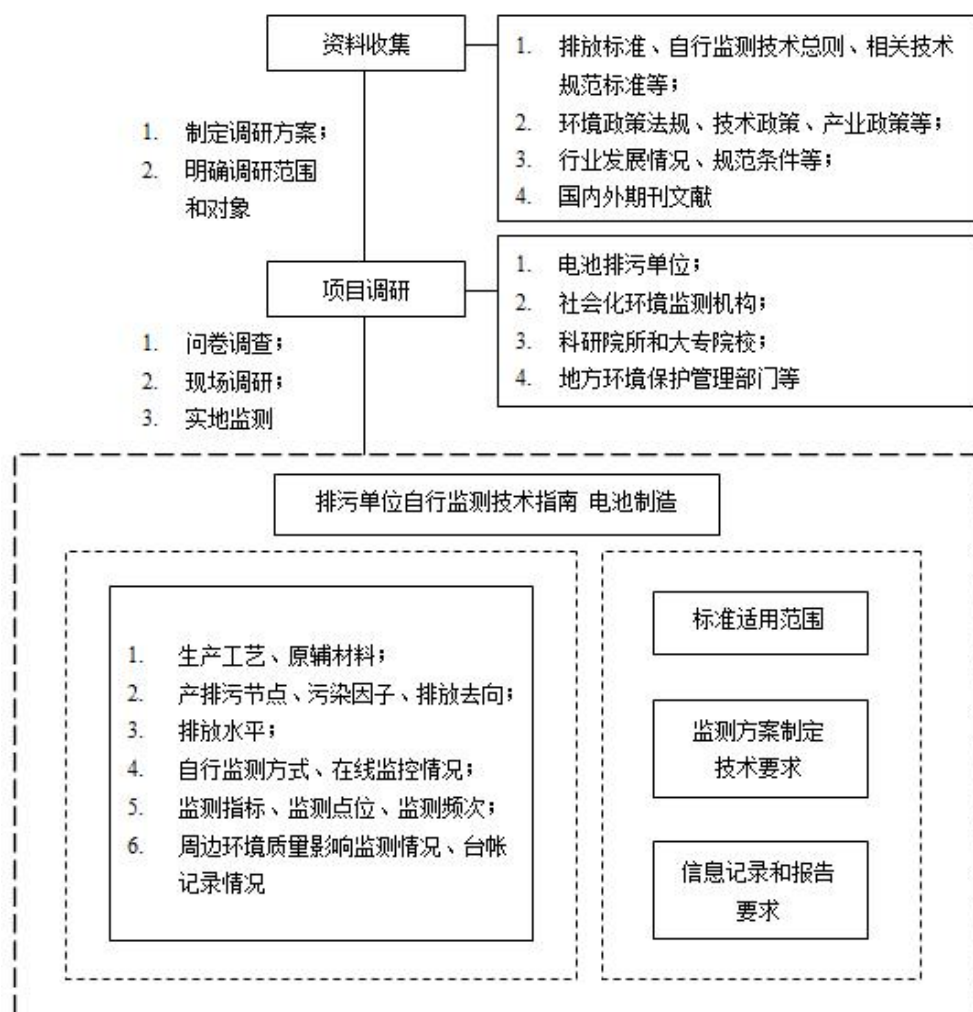 资料收集
1. 排放标准、自行监测技术总则、相关技术
规范标准等；
2. 环境政策法规、技术政策、产业政策等；
3. 行业发展情况、规范条件等；
4. 国内外期刊文献
1. 制定调研方案；
2. 明确调研范围
和对象
项目调研
1. 电池排污单位；
2. 社会化环境监测机构；
3. 科研院所和大专院校；
4. 地方环境保护管理部门等
1. 问卷调查；
2. 现场调研；
3. 实地监测
排污单位自行监测技术指南 电池制造
1. 生产工艺、原辅材料；
2. 产排污节点、污染因子、排放去向；
3. 排放水平；
4. 自行监测方式、在线监控情况；
5. 监测指标、监测点位、监测频次；
6. 周边环境质量影响监测情况、台帐
记录情况
标准适用范围
监测方案制定
技术要求
信息记录和报告
要求